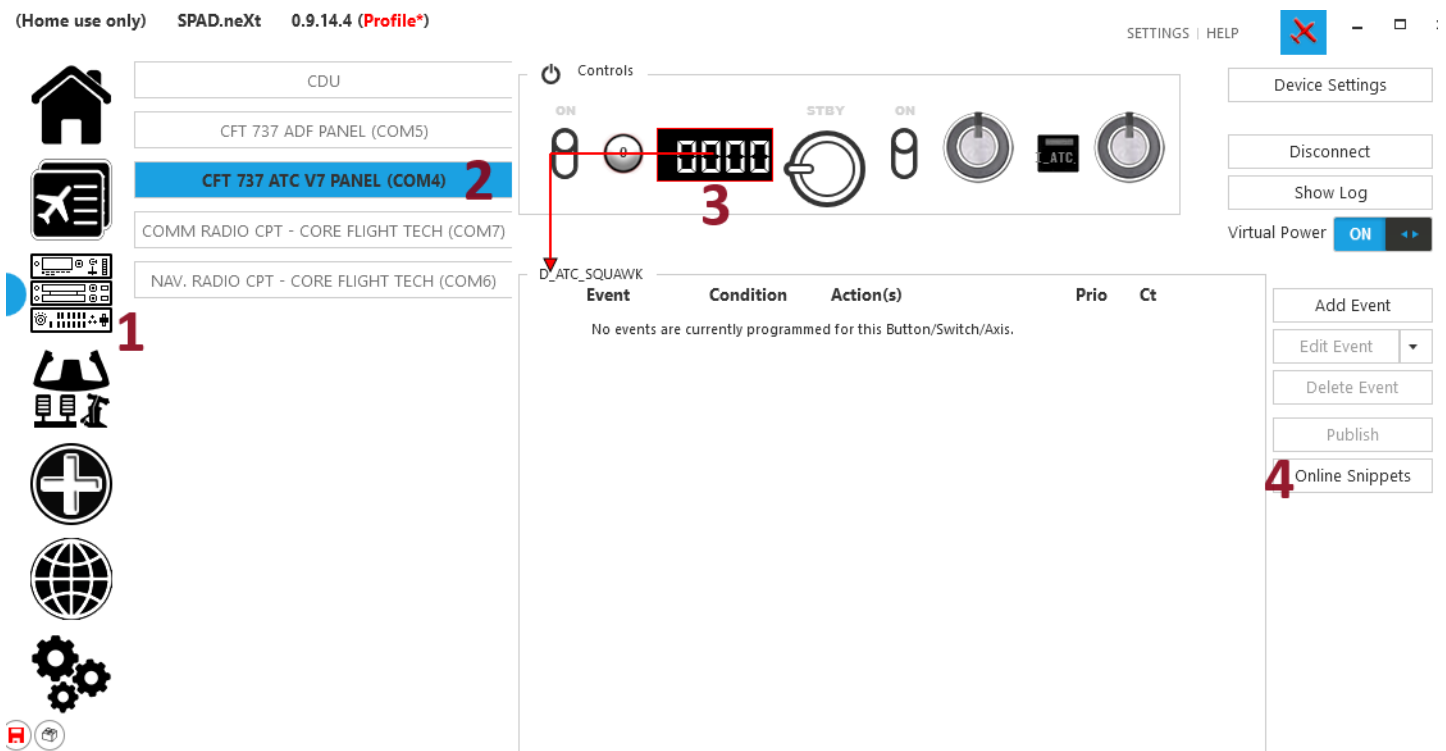 (Home use only) SPAD.neXt 0.9.14.4 (Profile*)
SETTINGS | HELP
CDU
CFT 737 ADF PANEL (COM5)
CFT 737 ATC V7 PANEL (COM4)
2
COMM RADIO CPT - CORE FLIGHT TECH (COM7)
NAV. RADIO CPT - CORE FLIGHT TECH (COM6)
1
Controls
ON
STBY
ON
0
0000
I_ATC_
3
Device Settings
Disconnect
Show Log
Virtual Power ON
D_ATC_SQUAWK
Event Condition Action(s) Prio Ct
No events are currently programmed for this Button/Switch/Axis.
Add Event
Edit Event
Delete Event
Publish
4
Online Snippets